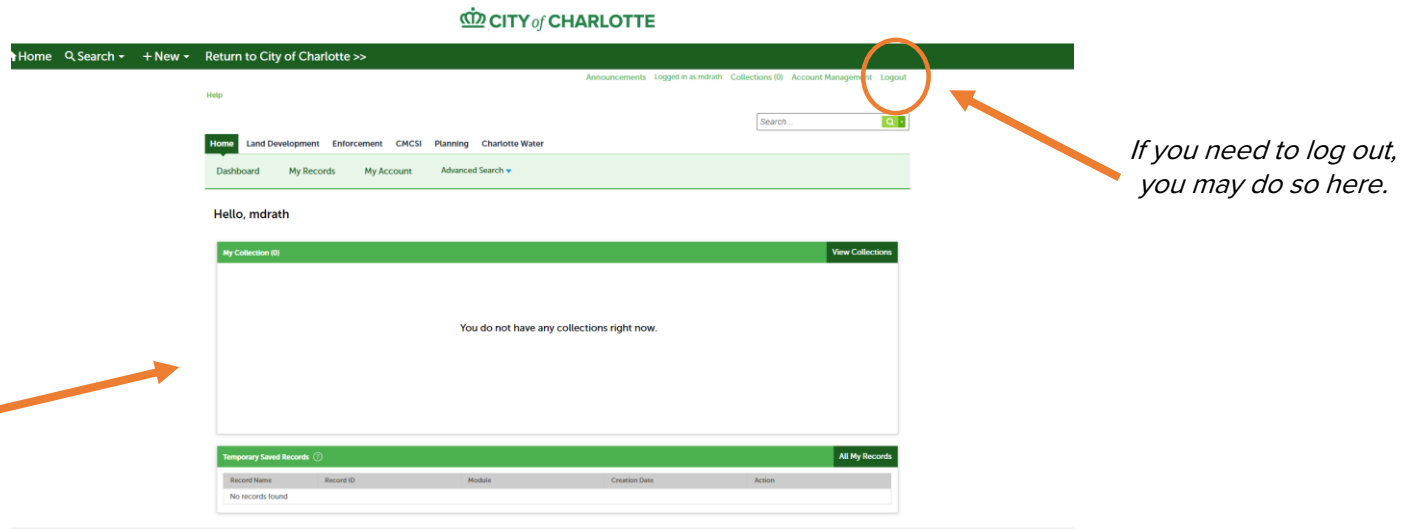 CITY of CHARLOTTE
Home Search + New Return to City of Charlotte >>
Announcements Logged in as mdrath Collections (0) Account Management Logout
Help
Search...
Home Land Development Enforcement CMCSI Planning Charlotte Water
If you need to log out,
you may do so here.
Dashboard My Records My Account Advanced Search
Hello, mdrath
My Collection (0) View Collections
You do not have any collections right now.
Temporary Saved Records ? All My Records
Record Name Record ID Module Creation Date Action
No records found